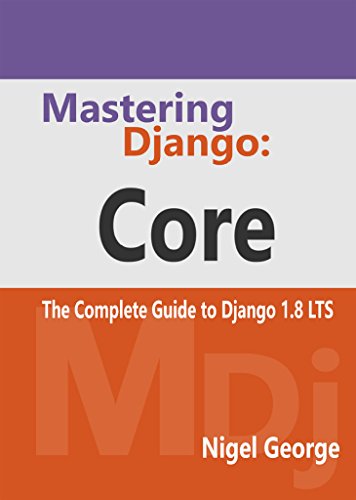 Mastering
Django:
Core
The Complete Guide to Django 1.8 LTS
MDj
Nigel George